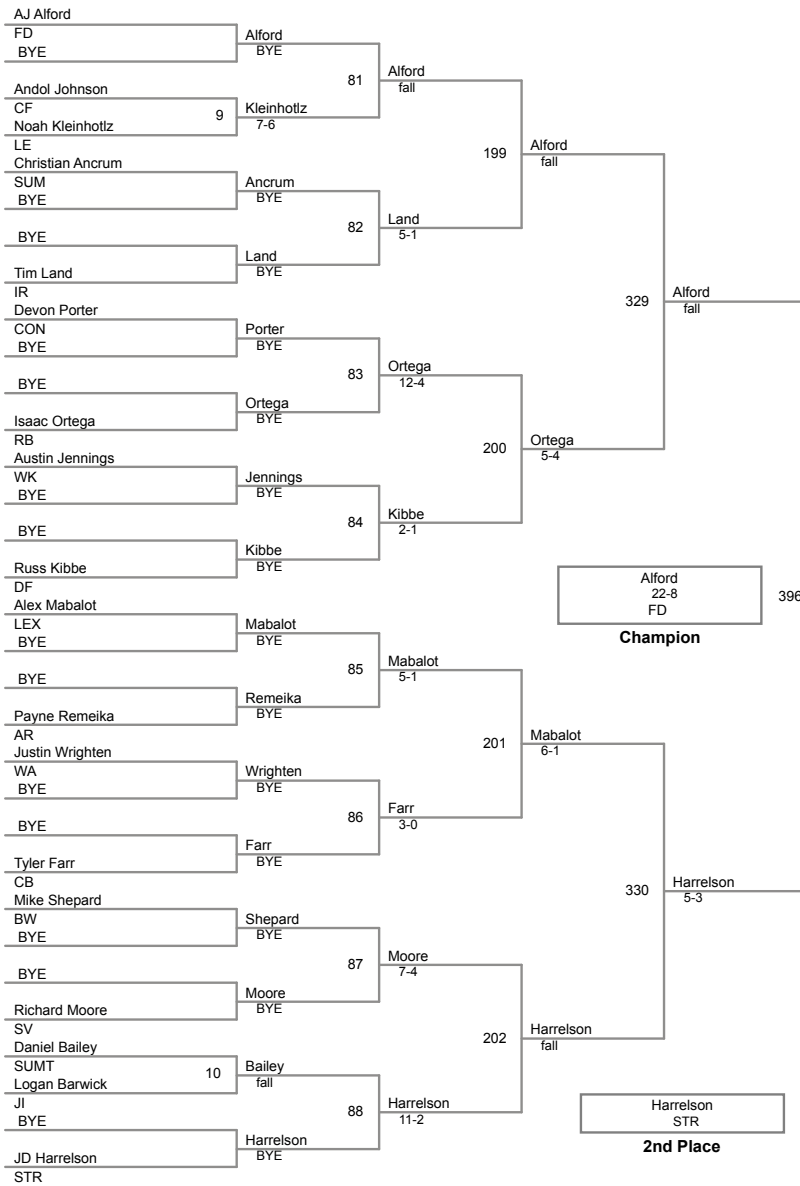 AJ Alford
FD
BYE
Andol Johnson
CF
Noah Kleinhotlz
LE
Christian Ancrum
SUM
BYE
BYE
Tim Land
IR
Devon Porter
CON
BYE
BYE
Isaac Ortega
RB
Austin Jennings
WK
BYE
BYE
Russ Kibbe
DF
Alex Mabalot
LEX
BYE
BYE
Payne Remeika
AR
Justin Wrighten
WA
BYE
BYE
Tyler Farr
CB
Mike Shepard
BW
BYE
BYE
Richard Moore
SV
Daniel Bailey
SUMT
Logan Barwick
JI
BYE
JD Harrelson
STR
9
10
Alford
BYE
Kleinhotlz
7-6
Ancrum
BYE
Land
BYE
Porter
BYE
Ortega
BYE
Jennings
BYE
Kibbe
BYE
Mabalot
BYE
Remeika
BYE
Wrighten
BYE
Farr
BYE
Shepard
BYE
Moore
BYE
Bailey
fall
Harrelson
BYE
81
82
83
84
85
86
87
88
Alford
fall
Land
5-1
Ortega
12-4
Kibbe
2-1
Mabalot
5-1
Farr
3-0
Moore
7-4
Harrelson
11-2
199
200
201
202
Alford
fall
Ortega
5-4
Mabalot
6-1
Harrelson
fall
329
330
Alford
fall
Harrelson
5-3
Alford
22-8
FD
396
Champion
Harrelson
STR
2nd Place